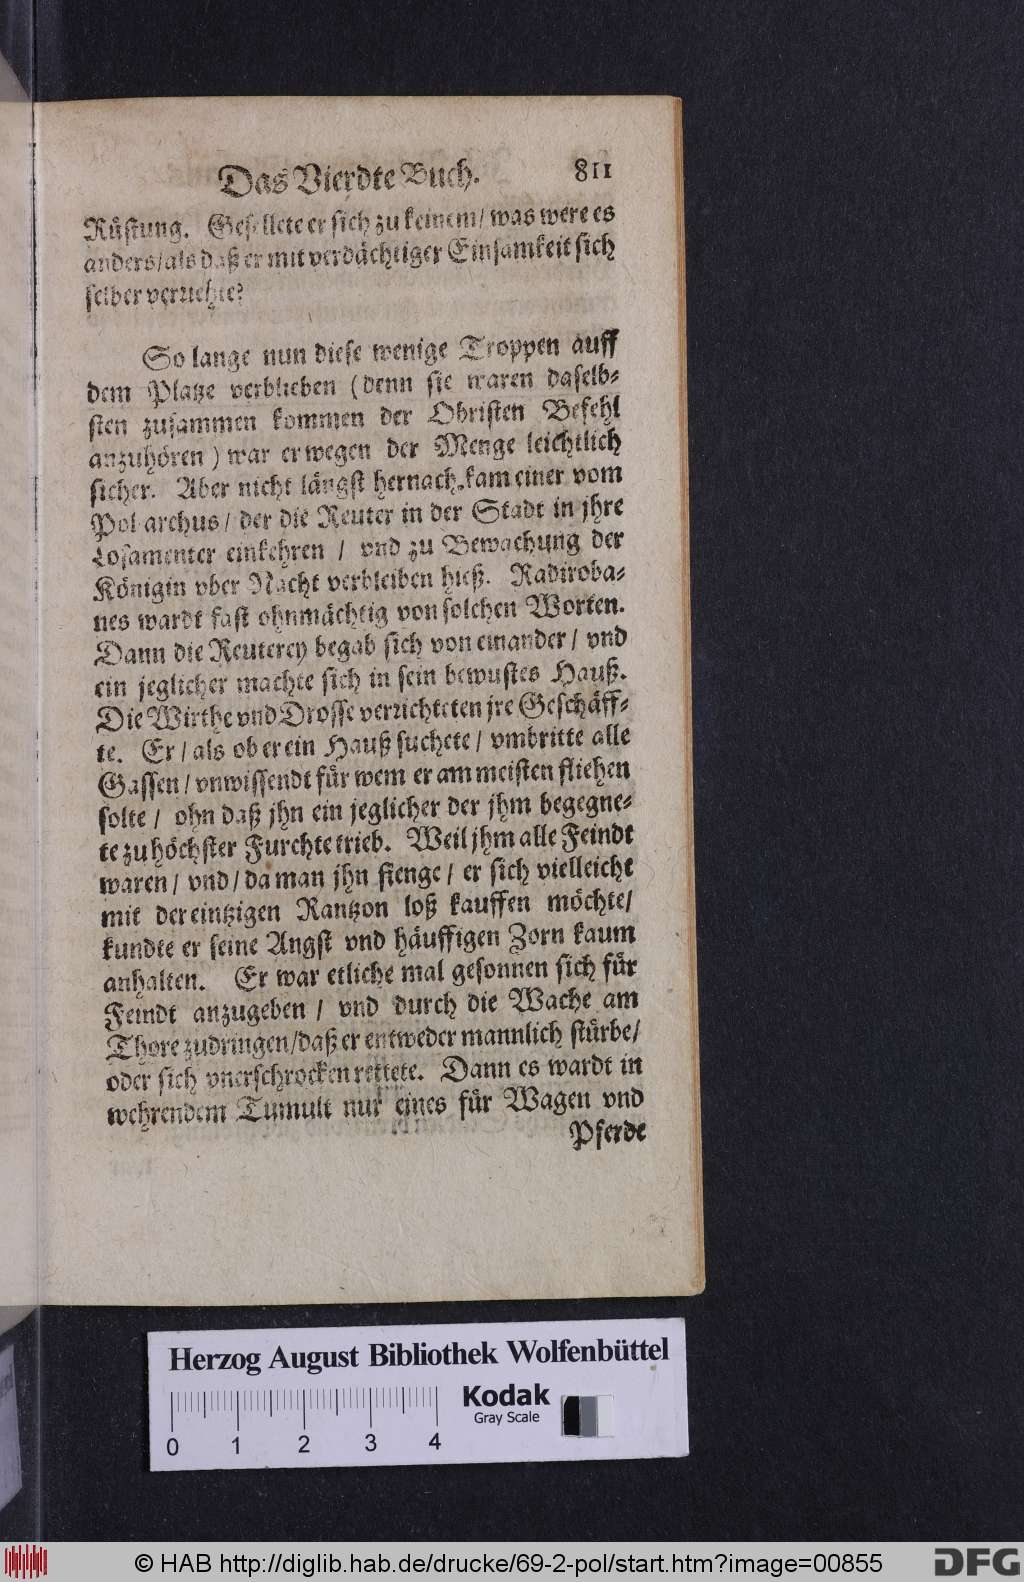 Das Vierdte Buch. 811
Rüstung. Gesellete er sich zu keinem/ was were es
anders/ als daß er mit verdächtiger Einsamkeit sich
selber verriehte?
So lange nun diese wenige Troppen auff
dem Platze verblieben (denn sie waren daselb-
sten zusammen kommen der Obristen Befehl
anzuhören) war er wegen der Menge leichtlich
sicher. Aber nicht längst hernach kam einer vom
Poliarchus/ der die Reuter in der Stadt in jhre
Losamenter einkehren / vnd zu Bewachung der
Königin vber Nacht verbleiben hieß. Radiroba-
nes wardt fast ohnmächtig von solchen Worten.
Dann die Reuterey begab sich von einander / vnd
ein jeglicher machte sich in sein bewustes Hauß.
Die Wirthe vnd Drosse verrichteten jre Geschäff-
te. Er / als ob er ein Hauß suchete / vmbritte alle
Gassen / vnwissendt für wem er am meisten fliehen
solte / ohn daß jhn ein jeglicher der jhm begegne-
te zu höchster Furchte trieb. Weil jhm alle Feindt
waren / vnd / da man jhn fienge / er sich vielleicht
mit der eintzigen Rantzon loß kauffen möchte/
kundte er seine Angst vnd häuffigen Zorn kaum
anhalten. Er war etliche mal gesonnen sich für
Feindt anzugeben / vnd durch die Wache am
Thore zudringen/ daß er entweder mannlich stürbe/
oder sich vnerschrocken rettete. Dann es wardt in
wehrendem Tumult nur eines für Wagen vnd
Pferde
Herzog August Bibliothek Wolfenbüttel
Kodak
Gray Scale
0 1 2 3 4
© HAB http://diglib.hab.de/drucke/69-2-pol/start.htm?image=00855
DFG